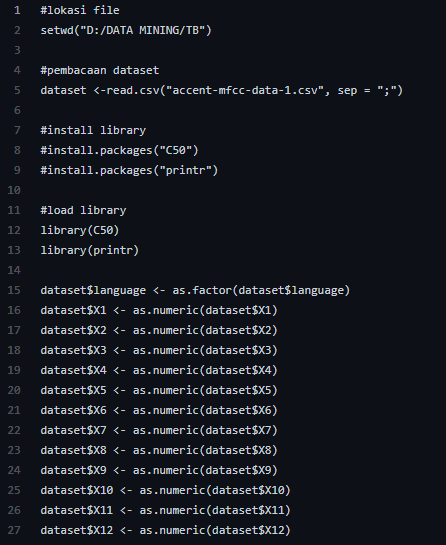 1 #lokasi file
2 setwd("D:/DATA MINING/TB")
3
4 #pembacaan dataset
5 dataset <-read.csv("accent-mfcc-data-1.csv", sep = ";")
6
7 #install library
8 #install.packages("C50")
9 #install.packages("printr")
10
11 #load library
12 library(C50)
13 library(printr)
14
15 dataset$language <- as.factor(dataset$language)
16 dataset$X1 <- as.numeric(dataset$X1)
17 dataset$X2 <- as.numeric(dataset$X2)
18 dataset$X3 <- as.numeric(dataset$X3)
19 dataset$X4 <- as.numeric(dataset$X4)
20 dataset$X5 <- as.numeric(dataset$X5)
21 dataset$X6 <- as.numeric(dataset$X6)
22 dataset$X7 <- as.numeric(dataset$X7)
23 dataset$X8 <- as.numeric(dataset$X8)
24 dataset$X9 <- as.numeric(dataset$X9)
25 dataset$X10 <- as.numeric(dataset$X10)
26 dataset$X11 <- as.numeric(dataset$X11)
27 dataset$X12 <- as.numeric(dataset$X12)